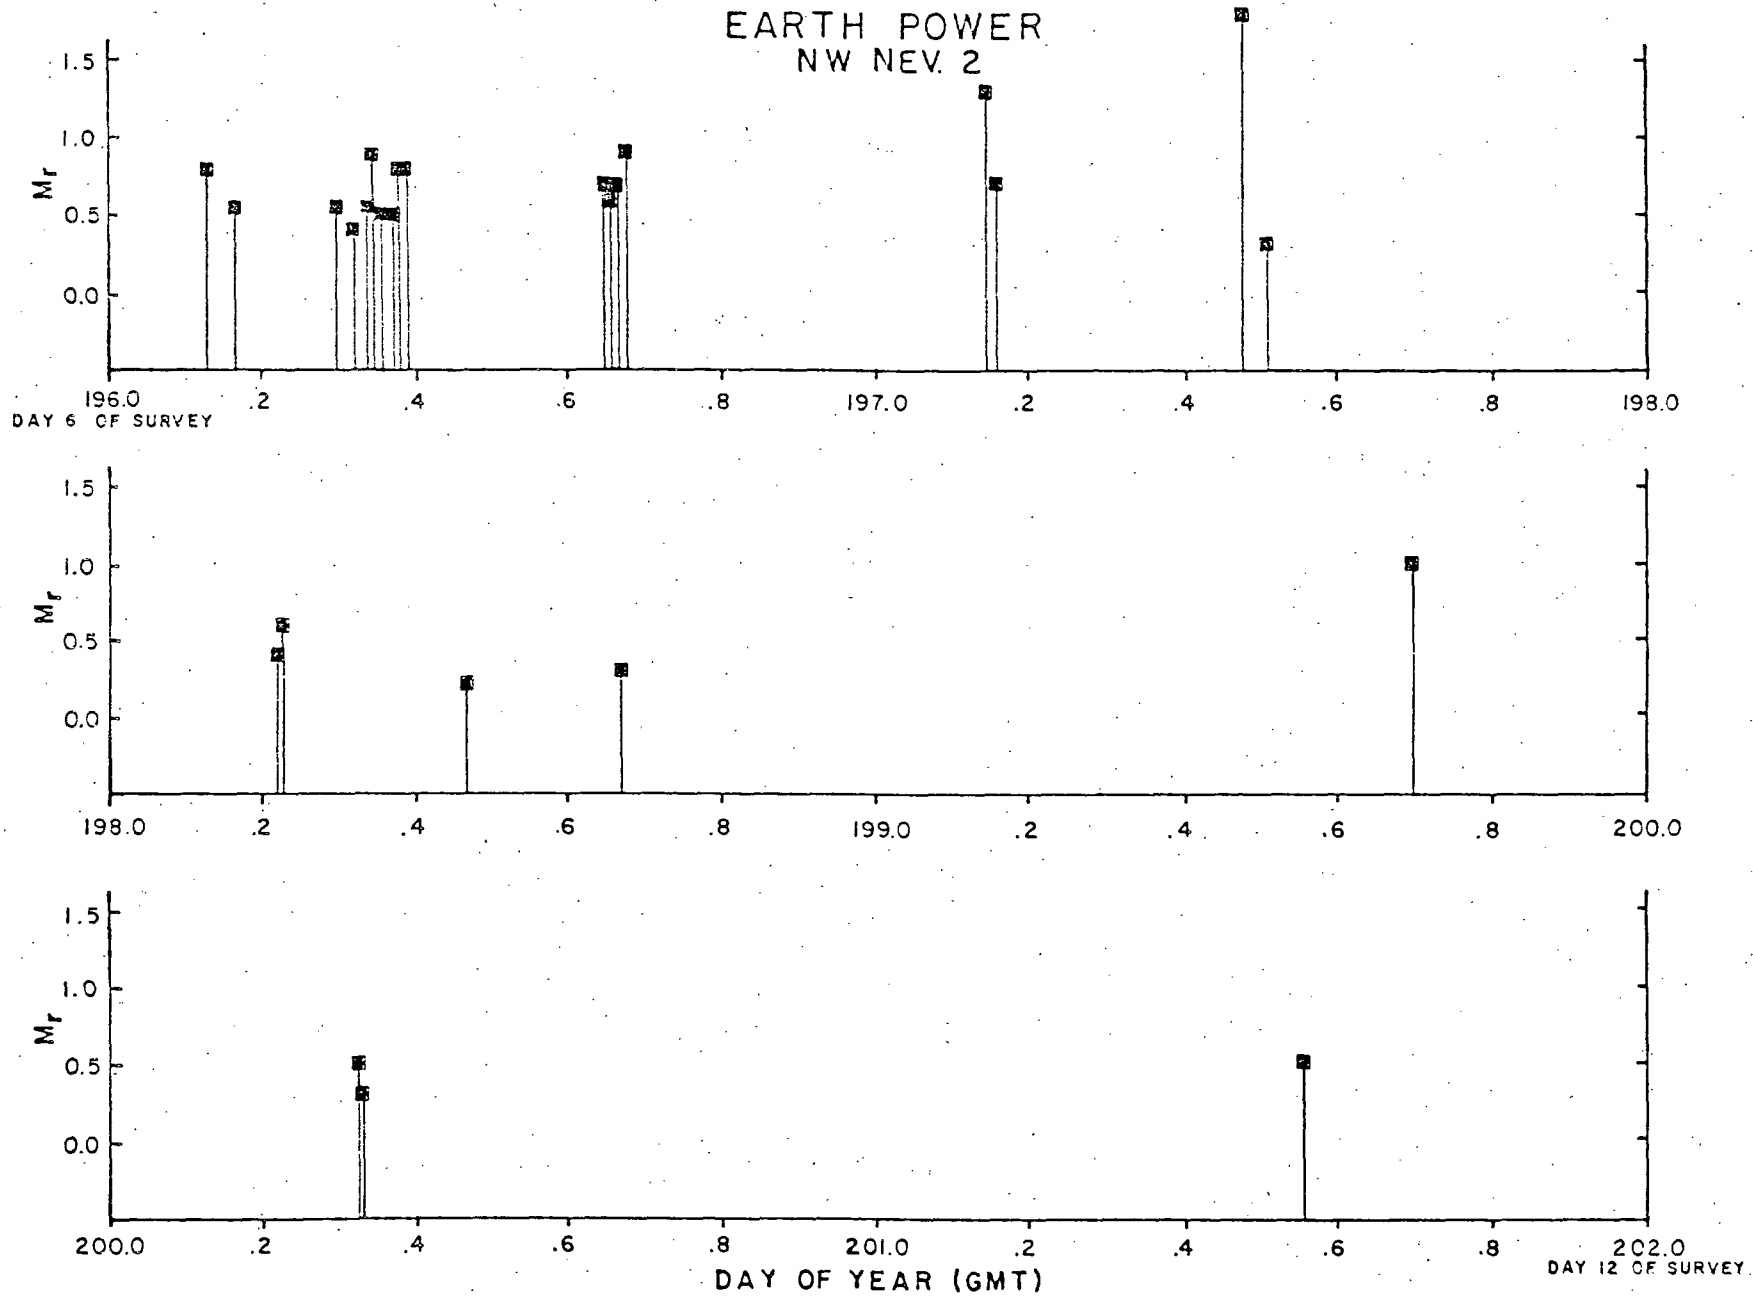 EARTH POWER
NW NEV. 2
1.5
1.0
0.5
0.0
Mr
196.0 .2 .4 .6 .8 197.0 .2 .4 .6 .8 198.0
DAY 6 OF SURVEY
1.5
1.0
0.5
0.0
Mr
198.0 .2 .4 .6 .8 199.0 .2 .4 .6 .8 200.0
1.5
1.0
0.5
0.0
Mr
200.0 .2 .4 .6 .8 201.0 .2 .4 .6 .8 202.0
DAY 12 OF SURVEY
DAY OF YEAR (GMT)